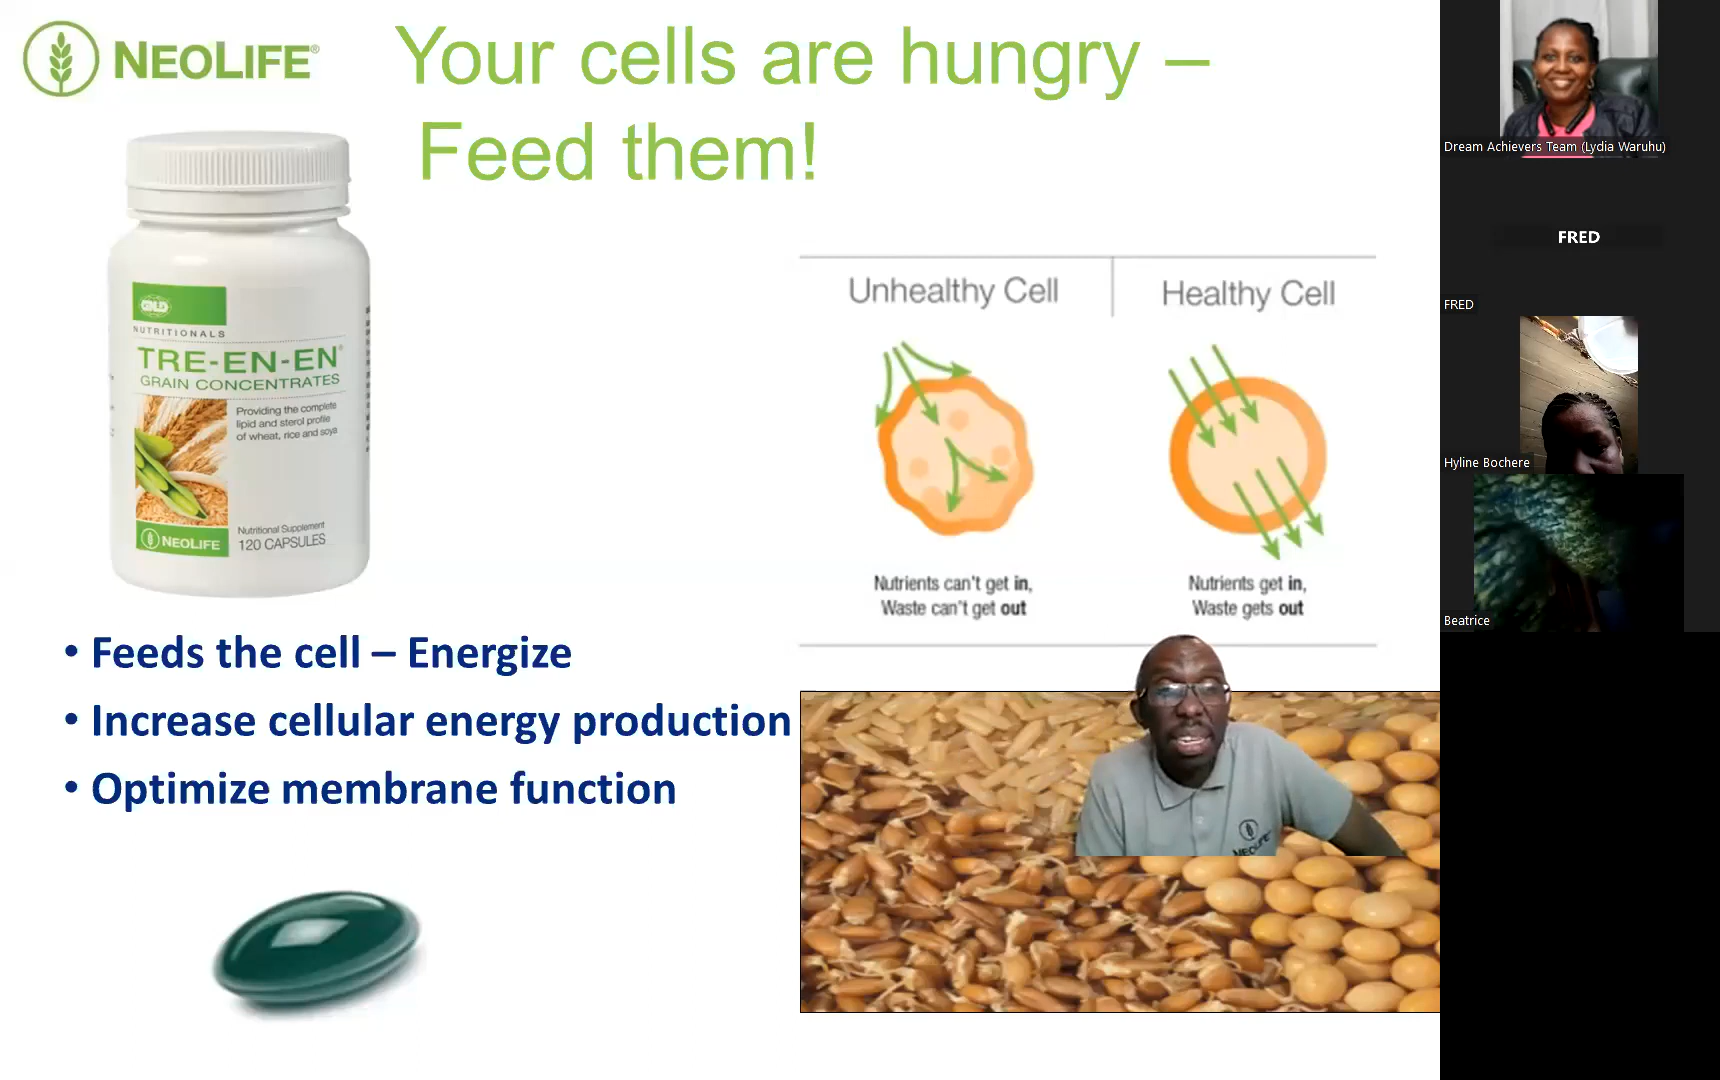 NEOLIFE®
Your cells are hungry –
Feed them!
GNLD
NUTRITIONALS
TRE-EN-EN®
GRAIN CONCENTRATES
Providing the complete
lipid and sterol profile
of wheat, rice and soya
Nutritional Supplement
120 CAPSULES
NEOLIFE
Unhealthy Cell
Healthy Cell
Nutrients can't get in,
Waste can't get out
Nutrients get in,
Waste gets out
• Feeds the cell – Energize
• Increase cellular energy production
• Optimize membrane function
NEOLIFE
Dream Achievers Team (Lydia Waruhu)
FRED
FRED
Hyline Bochere
Beatrice